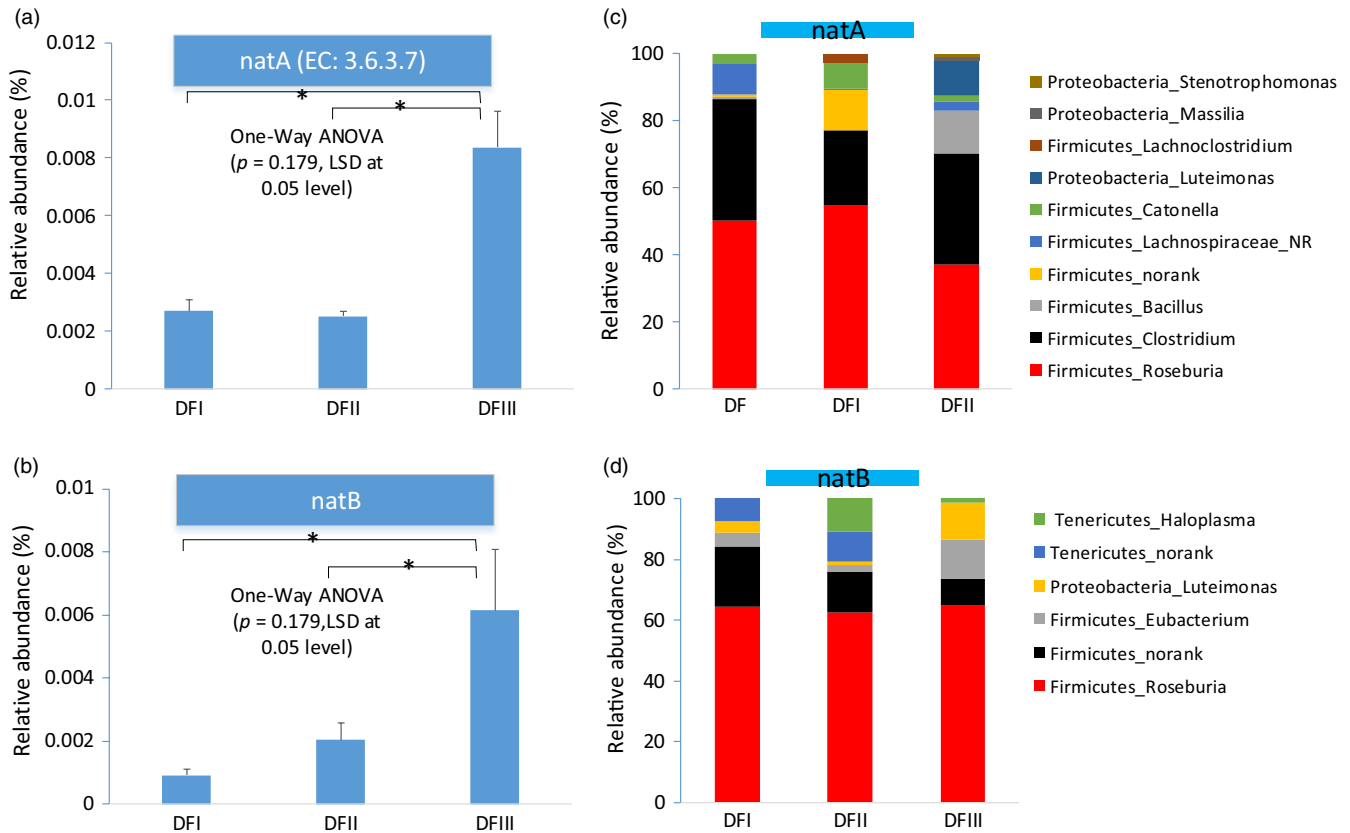 (a)
natA (EC: 3.6.3.7)
*
*
One-Way ANOVA
(p = 0.179, LSD at
0.05 level)
Relative abundance (%)
0.012
0.01
0.008
0.006
0.004
0.002
0
DFI
DFII
DFIII
(c)
natA
Relative abundance (%)
100
80
60
40
20
0
DF
DFI
DFII
Proteobacteria_Stenotrophomonas
Proteobacteria_Massilia
Firmicutes_Lachnoclostridium
Proteobacteria_Luteimonas
Firmicutes_Catonella
Firmicutes_Lachnospiraceae_NR
Firmicutes_norank
Firmicutes_Bacillus
Firmicutes_Clostridium
Firmicutes_Roseburia
(b)
natB
*
*
One-Way ANOVA
(p = 0.179,LSD at
0.05 level)
Relative abundance (%)
0.01
0.008
0.006
0.004
0.002
0
DFI
DFII
DFIII
(d)
natB
Relative abundance (%)
100
80
60
40
20
0
DFI
DFII
DFIII
Tenericutes_Haloplasma
Tenericutes_norank
Proteobacteria_Luteimonas
Firmicutes_Eubacterium
Firmicutes_norank
Firmicutes_Roseburia